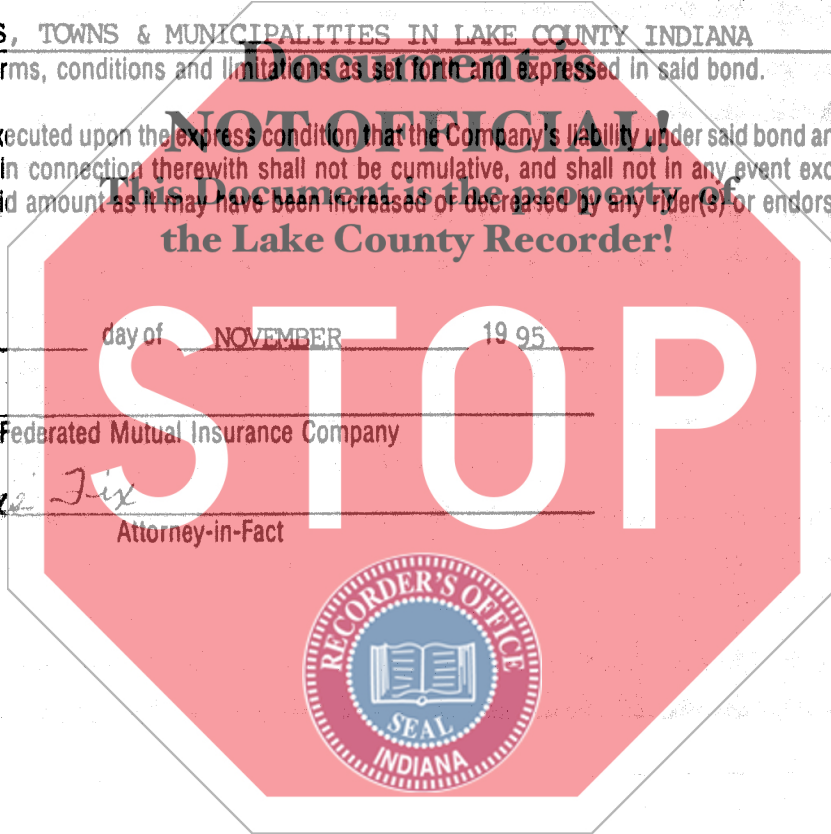 S, TOWNS & MUNICIPALITIES IN LAKE COUNTY INDIANA
Document is
rms, conditions and limitations as set forth and expressed in said bond.
NOT OFFICIAL!
xecuted upon the express condition that the Company's liability under said bond an
in connection therewith shall not be cumulative, and shall not in any event exc
This Document is the property of
id amount as it may have been increased or decreased by any rider(s) or endors
the Lake County Recorder!
day of NOVEMBER 19 95
STOP
Federated Mutual Insurance Company
Tix
Attorney-in-Fact
RECORDER'S OFFICE
SEAL
INDIANA